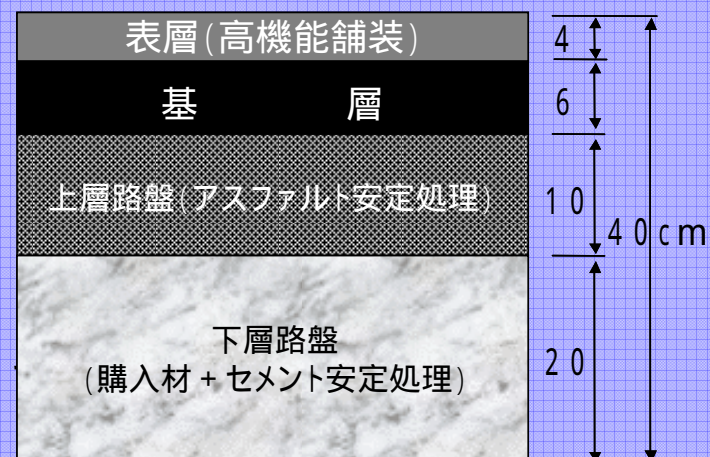 表層(高機能舗装)
4
基 層
6
上層路盤(アスファルト安定処理)
10
40cm
下層路盤
(購入材+セメント安定処理)
20